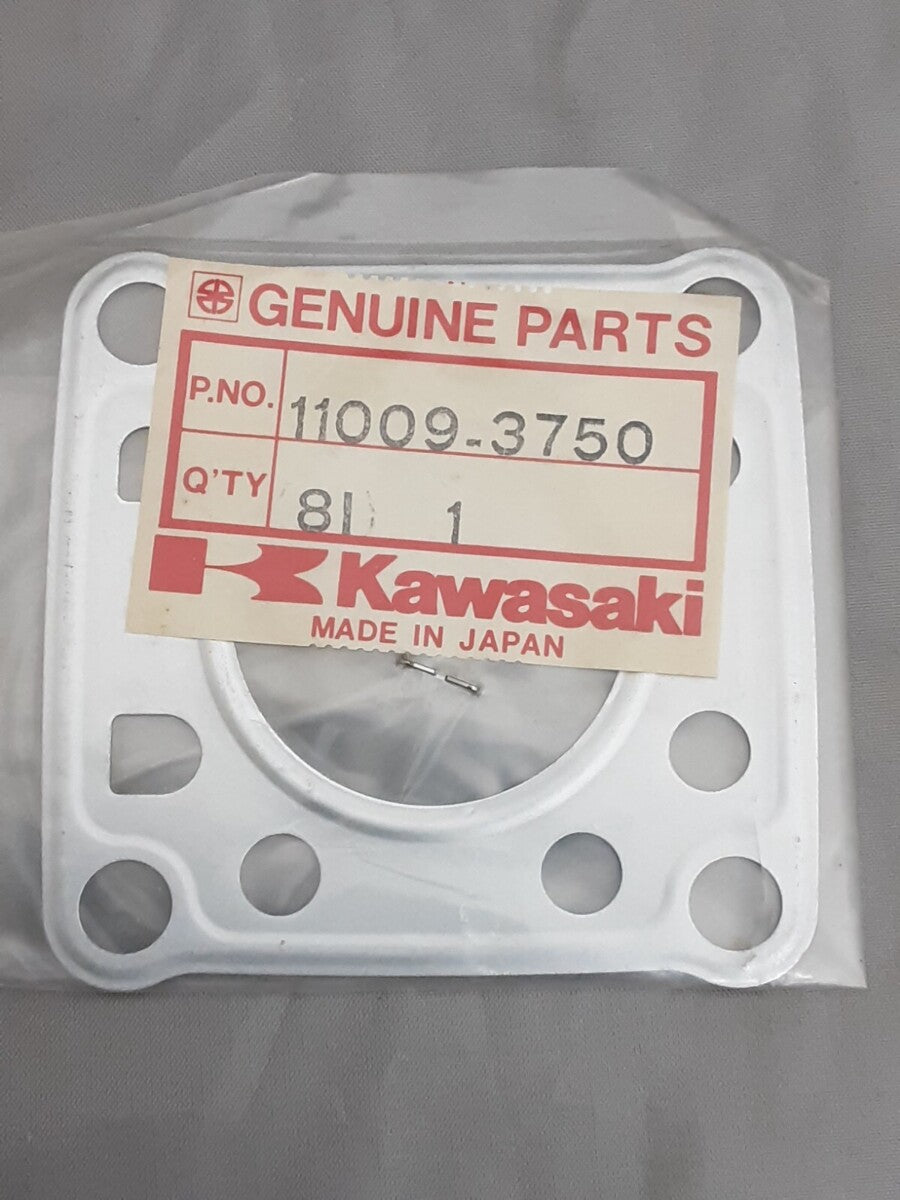 GENUINE PARTS
P.NO. 11009-3750
Q'TY 81 1
Kawasaki
MADE IN JAPAN